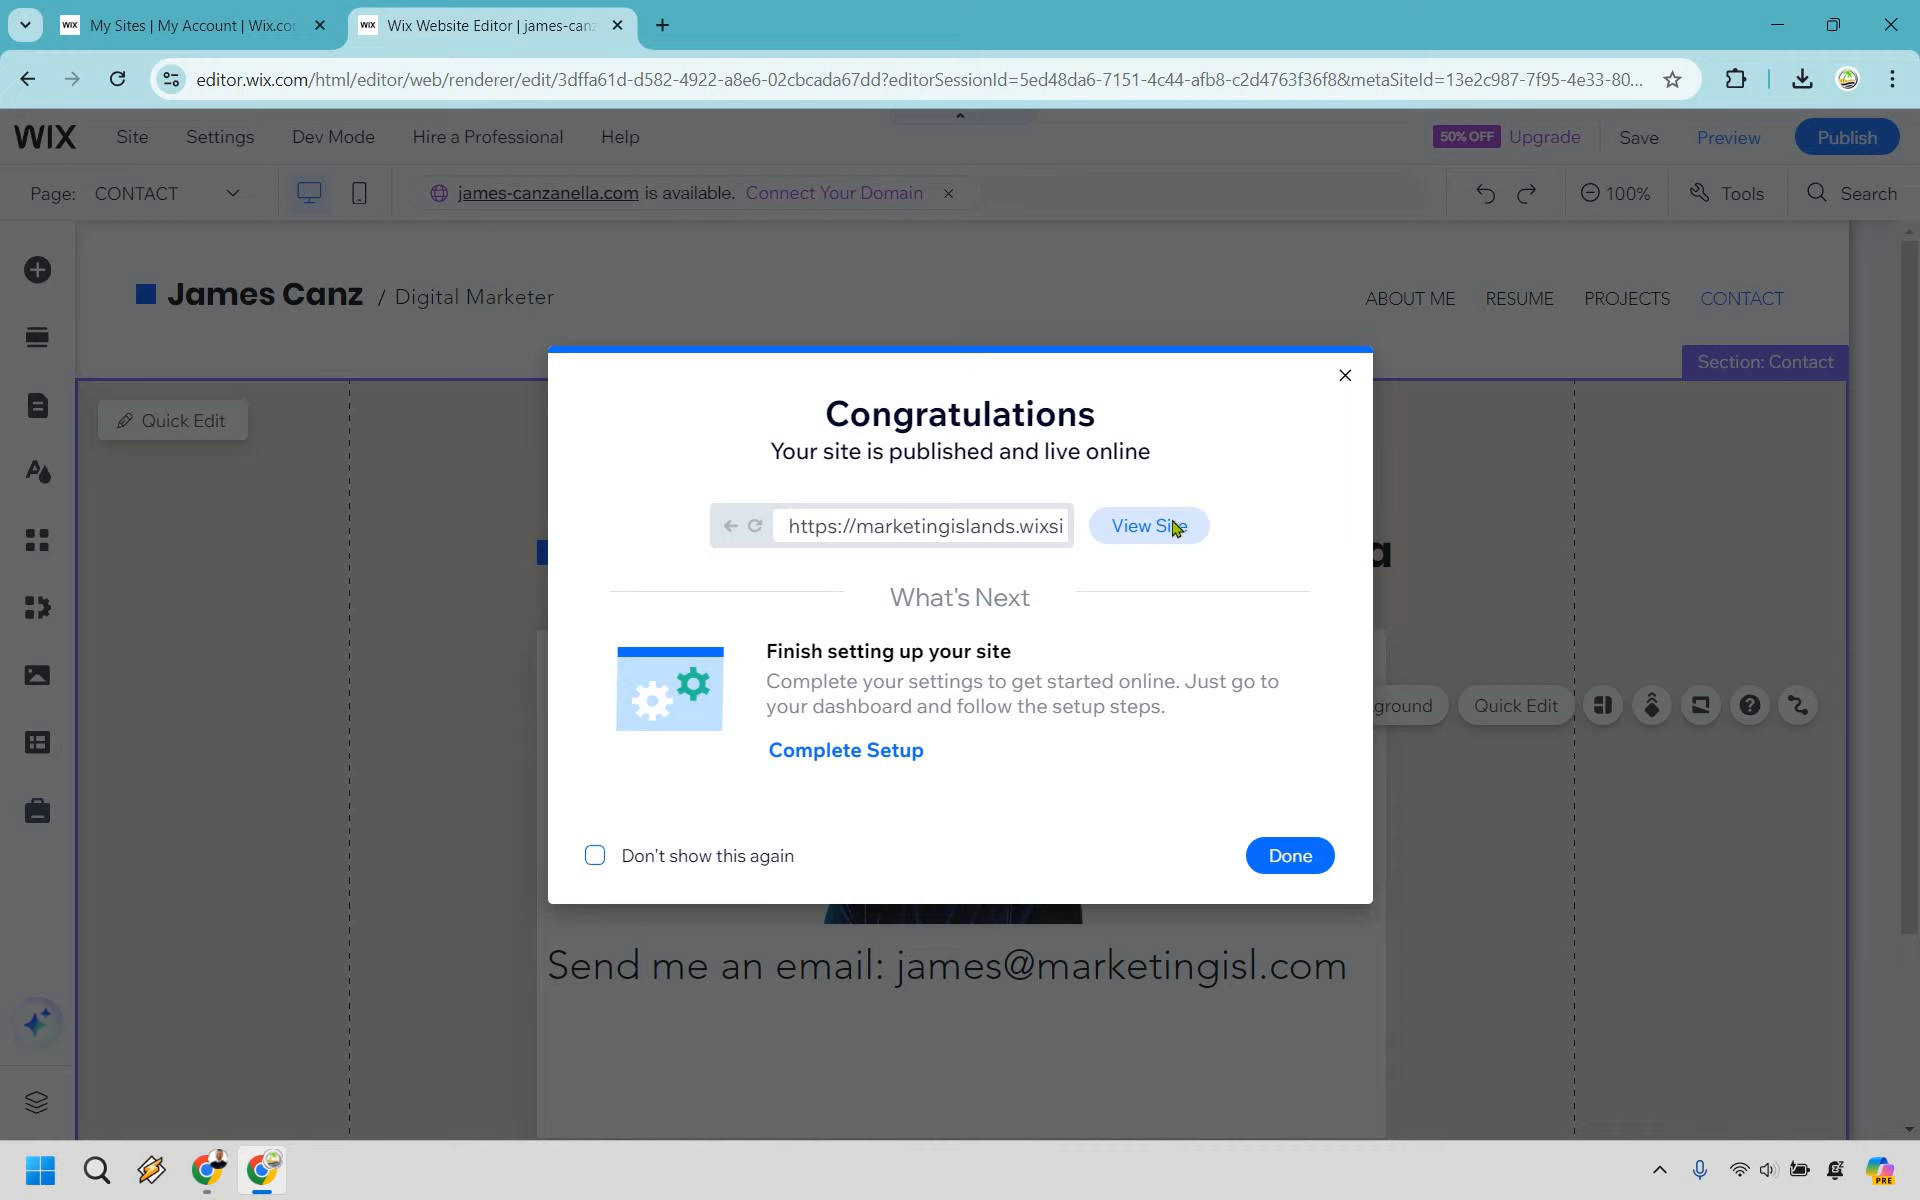 WIX My Sites | My Account | Wix.co
WIX Wix Website Editor | james-canz
editor.wix.com/html/editor/web/renderer/edit/3dffa61d-d582-4922-a8e6-02cbcada67dd?editorSessionId=5ed48da6-7151-4c44-afb8-c2d4763f36f8&metaSiteId=13e2c987-7f95-4e33-80...
WIX Site Settings Dev Mode Hire a Professional Help 50% OFF Upgrade Save Preview Publish
Page: CONTACT james-canzanella.com is available. Connect Your Domain 100% Tools Search
James Canz / Digital Marketer ABOUT ME RESUME PROJECTS CONTACT
Section: Contact
Quick Edit
Congratulations
Your site is published and live online
https://marketingislands.wixsi View Site
a
What's Next
Finish setting up your site
Complete your settings to get started online. Just go to
your dashboard and follow the setup steps.
ground Quick Edit
Complete Setup
Don't show this again Done
Send me an email: james@marketingisl.com
PRE